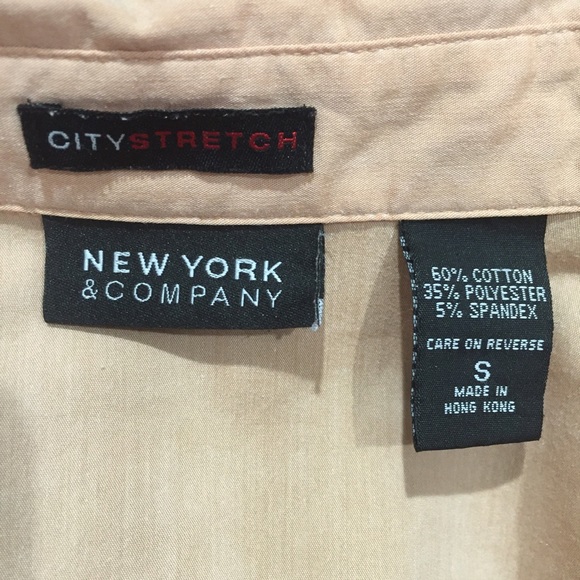 CITYSTRETCH
NEW YORK
& COMPANY
60% COTTON
35% POLYESTER
5% SPANDEX
CARE ON REVERSE
S
MADE IN
HONG KONG